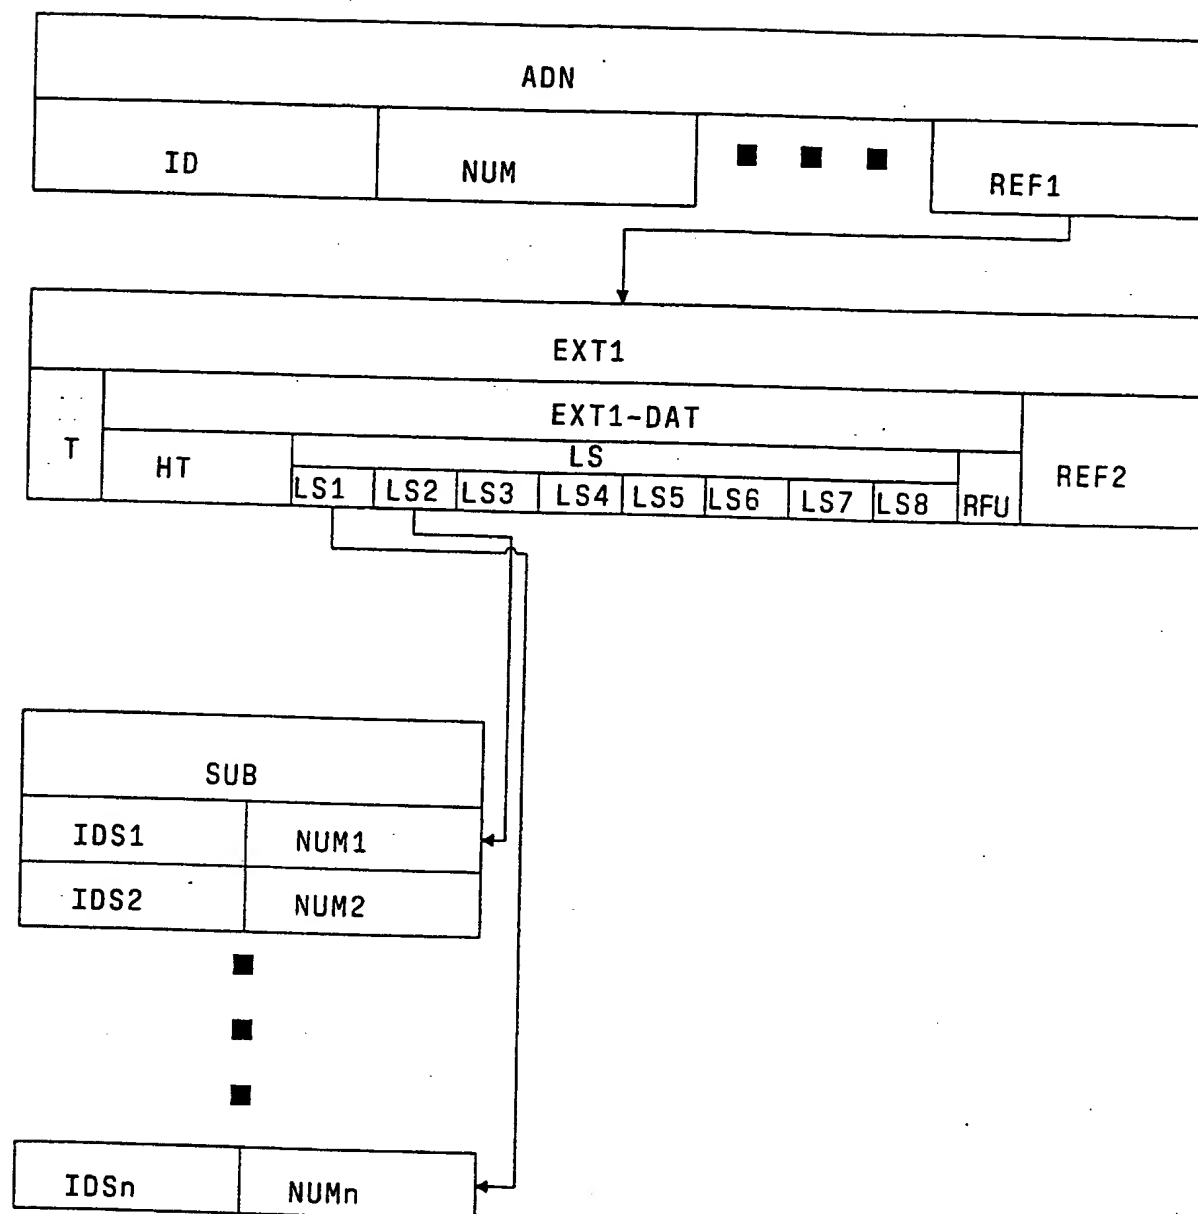 ADN
ID NUM REF1
EXT1
EXT1-DAT
T HT LS REF2
LS1 LS2 LS3 LS4 LS5 LS6 LS7 LS8 RFU
SUB
IDS1 NUM1
IDS2 NUM2
IDSn NUMn